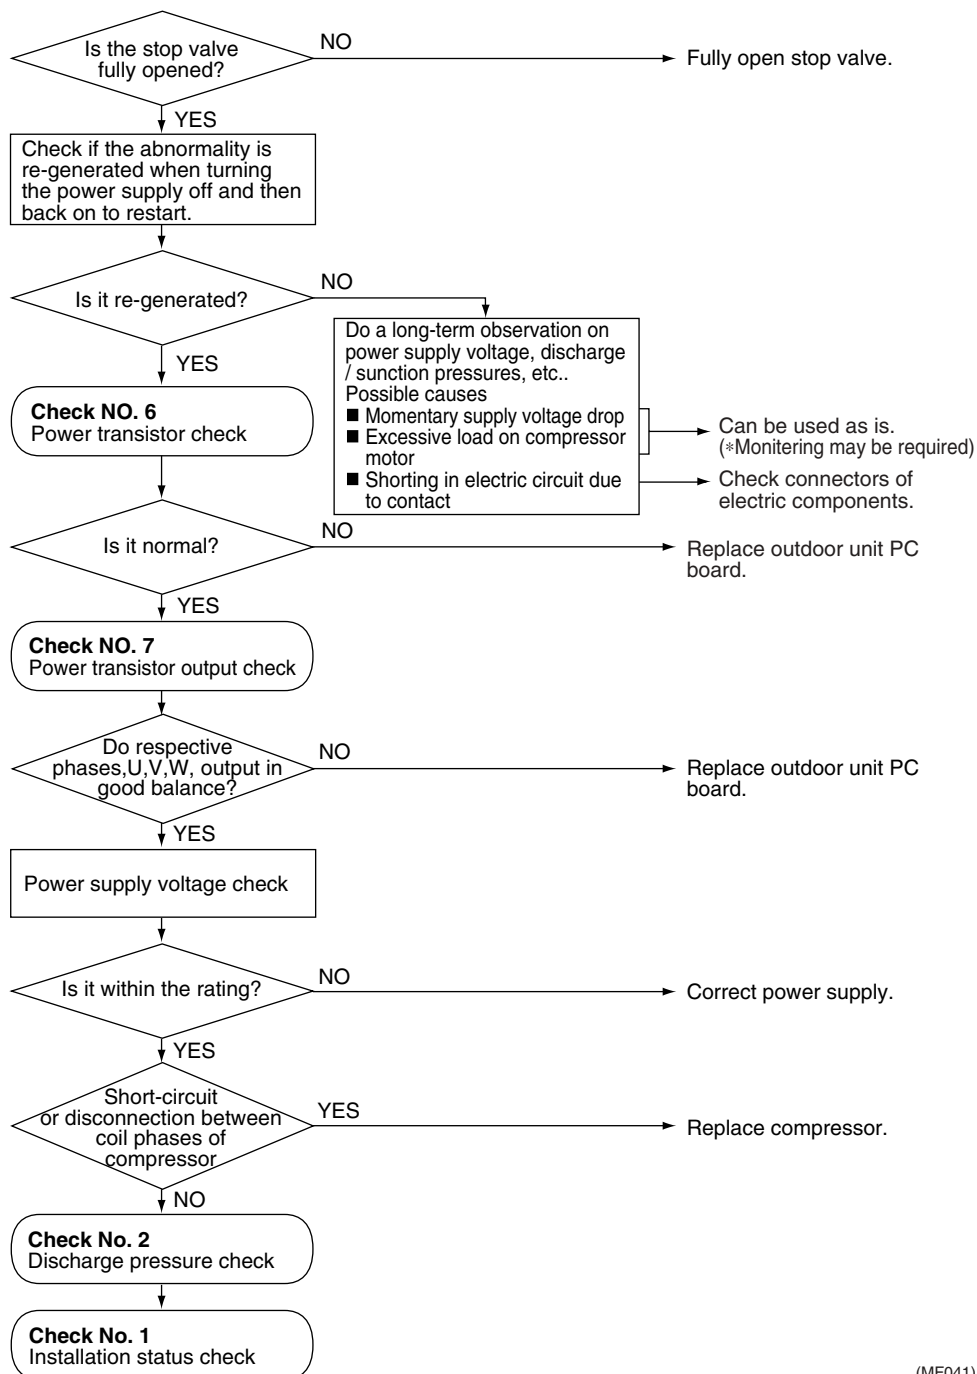 Is the stop valve
fully opened?
NO
Fully open stop valve.
YES
Check if the abnormality is
re-generated when turning
the power supply off and then
back on to restart.
Is it re-generated?
NO
Do a long-term observation on
power supply voltage, discharge
/ sunction pressures, etc..
Possible causes
■ Momentary supply voltage drop
■ Excessive load on compressor
motor
■ Shorting in electric circuit due
to contact
Can be used as is.
(*Monitering may be required)
Check connectors of
electric components.
YES
Check NO. 6
Power transistor check
Is it normal?
NO
Replace outdoor unit PC
board.
YES
Check NO. 7
Power transistor output check
Do respective
phases,U,V,W, output in
good balance?
NO
Replace outdoor unit PC
board.
YES
Power supply voltage check
Is it within the rating?
NO
Correct power supply.
YES
Short-circuit
or disconnection between
coil phases of
compressor
YES
Replace compressor.
NO
Check No. 2
Discharge pressure check
Check No. 1
Installation status check
(MF041)